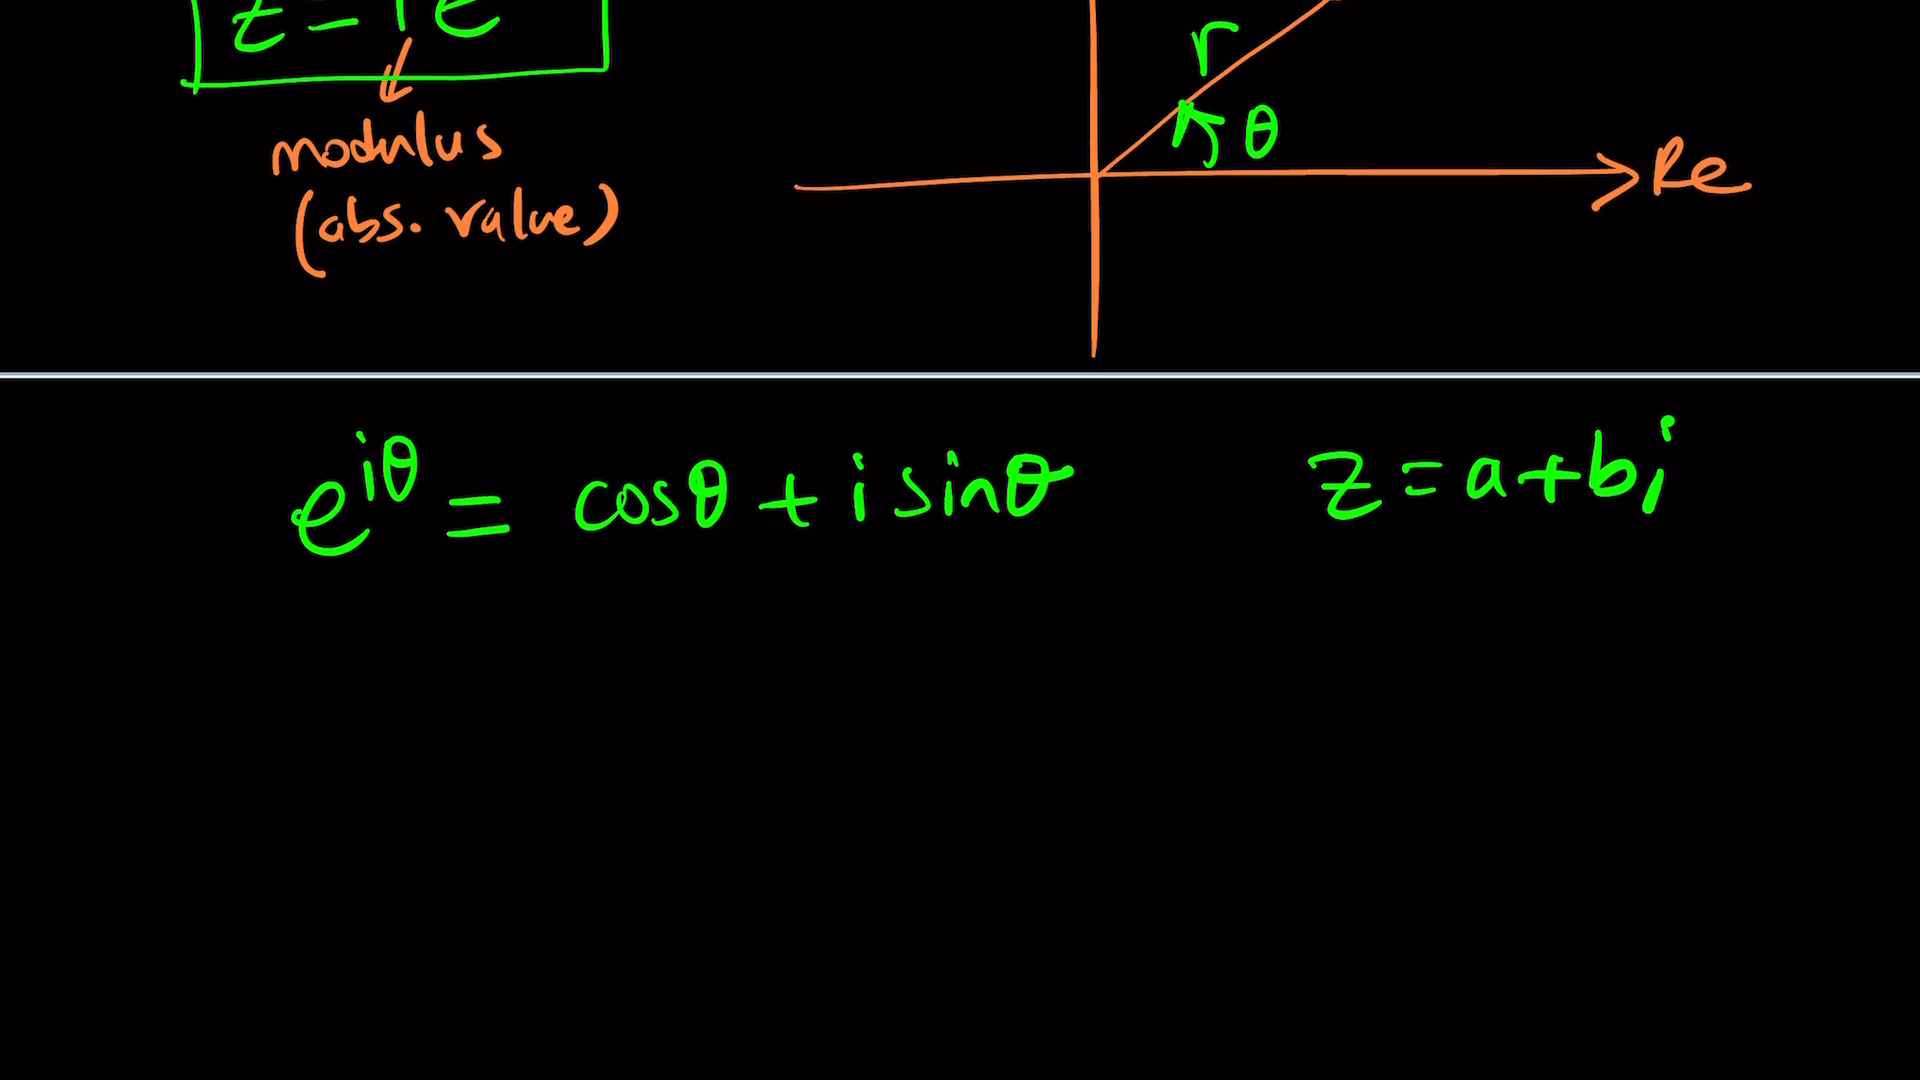 z = r e
r
θ
Re
modulus
(abs. value)
e^{iθ} = cosθ + i sinθ
z = a + bi